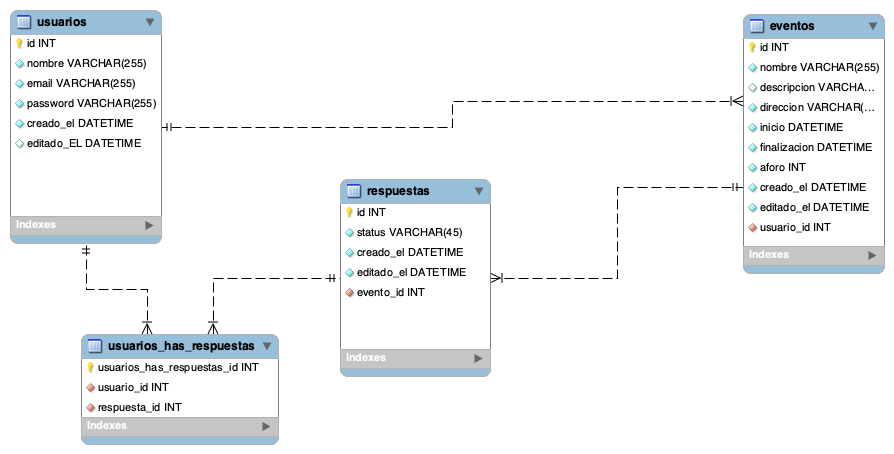 usuarios
id INT
nombre VARCHAR(255)
email VARCHAR(255)
password VARCHAR(255)
creado_el DATETIME
editado_EL DATETIME
Indexes
eventos
id INT
nombre VARCHAR(255)
descripcion VARCHA...
direccion VARCHAR(...
inicio DATETIME
finalizacion DATETIME
aforo INT
creado_el DATETIME
editado_el DATETIME
usuario_id INT
Indexes
respuestas
id INT
status VARCHAR(45)
creado_el DATETIME
editado_el DATETIME
evento_id INT
Indexes
usuarios_has_respuestas
usuarios_has_respuestas_id INT
usuario_id INT
respuesta_id INT
Indexes